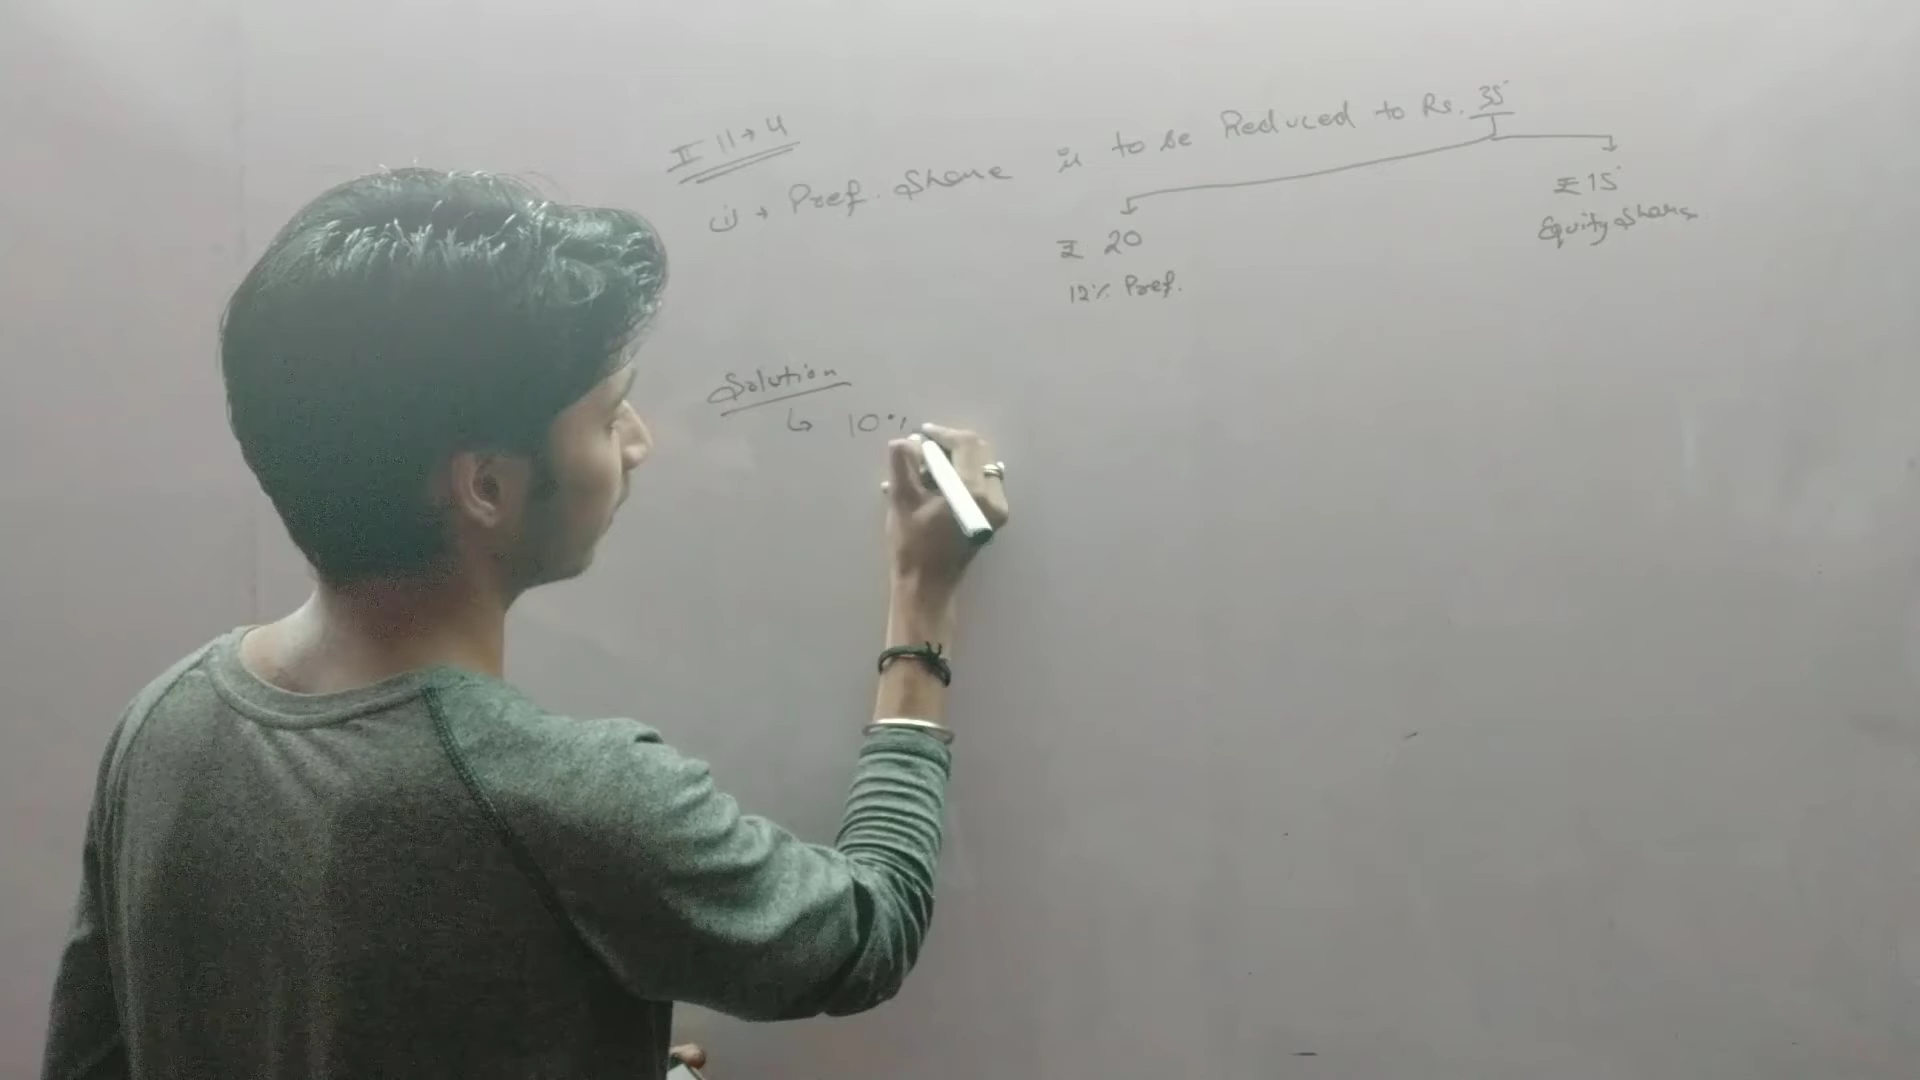 II 11 → 4
(i) → Pref. Share is to be Reduced to Rs. 35
₹ 20
12% Pref.
₹ 15
Equity Share
Solution
↳ 10%